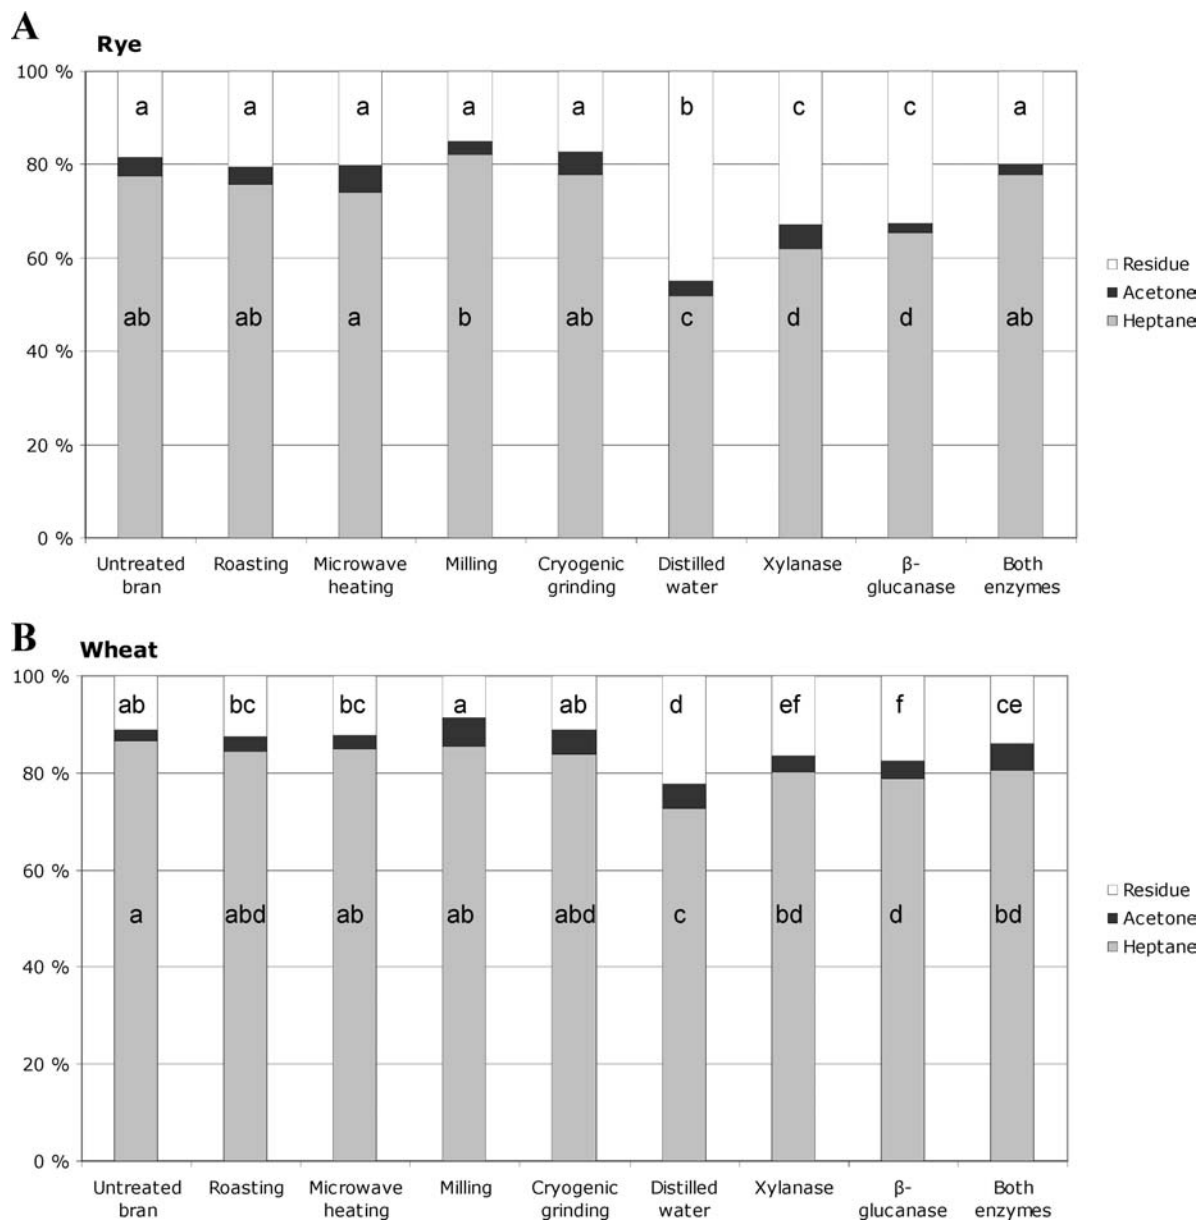 A
Rye
100 %
a a a a a b c c a
80 %
60 %
Residue
Acetone
Heptane
ab ab a b ab c d d ab
40 %
20 %
0 %
Untreated bran
Roasting
Microwave heating
Milling
Cryogenic grinding
Distilled water
Xylanase
β-glucanase
Both enzymes
B
Wheat
100 %
ab bc bc a ab d ef f ce
80 %
60 %
Residue
Acetone
Heptane
a abd ab ab abd c bd d bd
40 %
20 %
0 %
Untreated bran
Roasting
Microwave heating
Milling
Cryogenic grinding
Distilled water
Xylanase
β-glucanase
Both enzymes